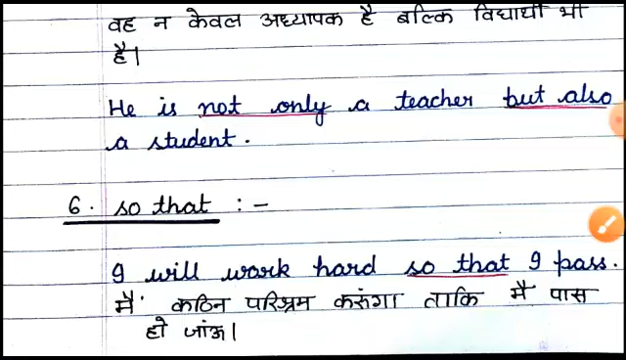 वह न केवल अध्यापक है बल्कि विद्यार्थी भी
है।
He is not only a teacher but also
a student.
6. so that :-
I will work hard so that I pass.
मैं कठिन परिश्रम करुंगा ताकि मैं पास
हो जांऊ।